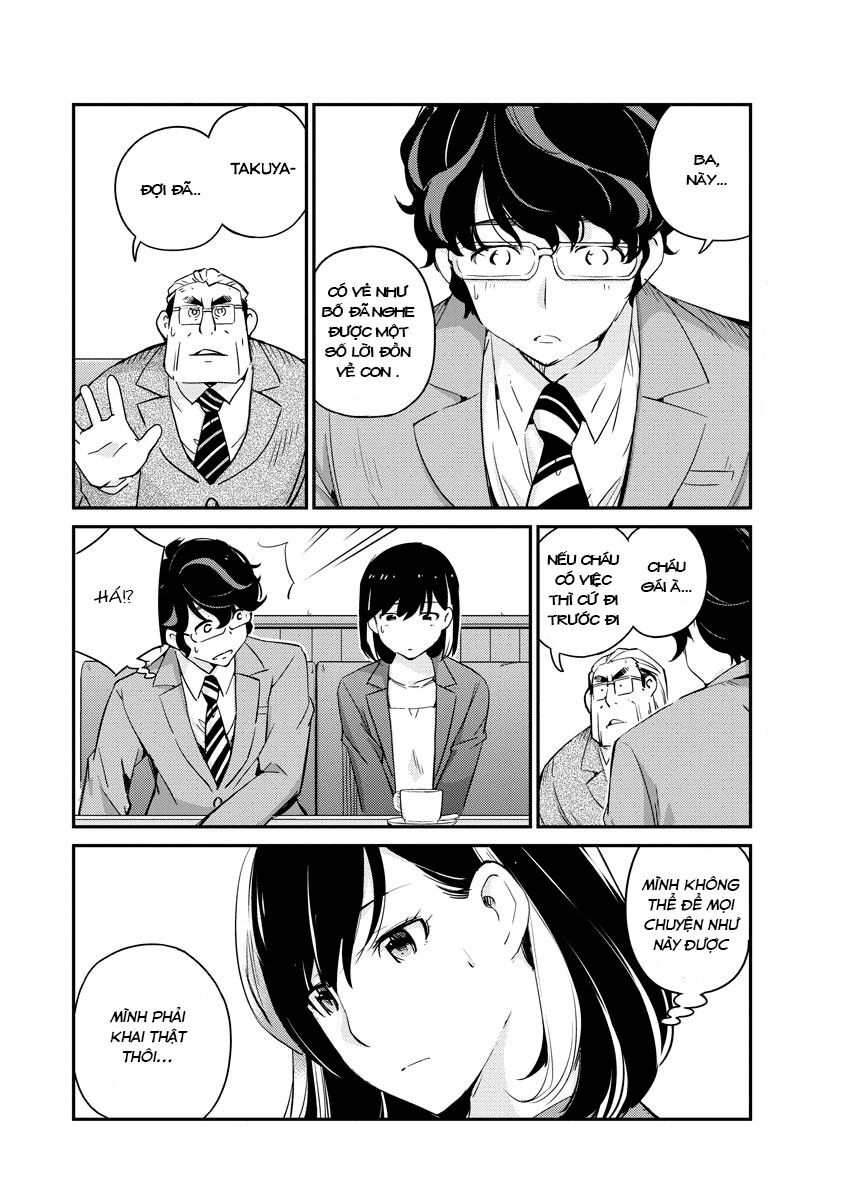 BA,
NÀY...
CÓ VẺ NHƯ
BỐ ĐÃ NGHE
ĐƯỢC MỘT
SỐ LỜI ĐỒN
VỀ CON .
TAKUYA-
ĐỢI ĐÃ..
CHÁU
GÁI À...
NẾU CHÁU
CÓ VIỆC
THÌ CỨ ĐI
TRƯỚC ĐI
HÁ!?
MÌNH KHÔNG
THỂ ĐỂ MỌI
CHUYỆN NHƯ
NÀY ĐƯỢC
MÌNH PHẢI
KHAI THẬT
THÔI...